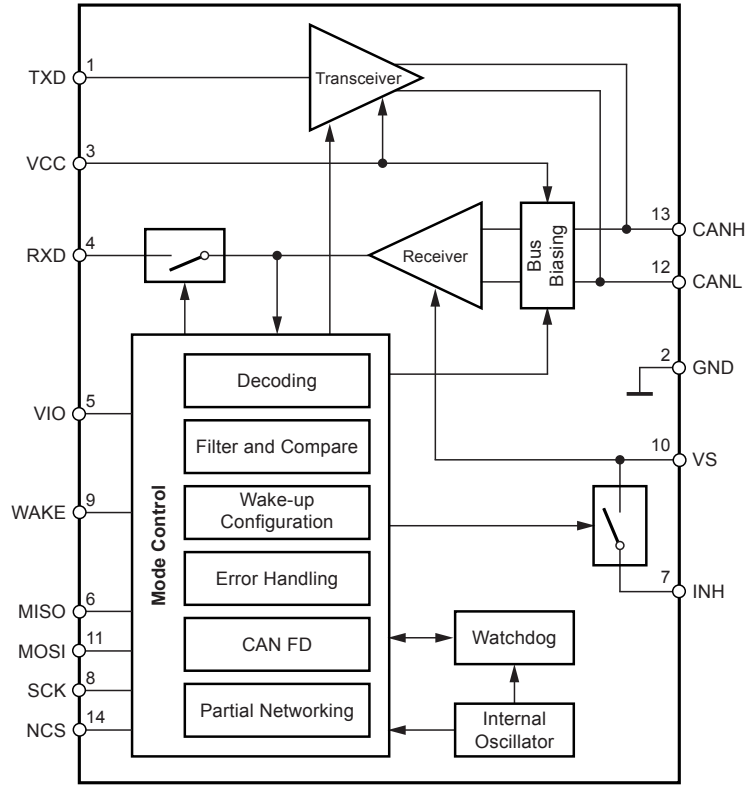 TXD
1
Transceiver
VCC
3
RXD
4
Receiver
Bus
Biasing
13
CANH
12
CANL
2
GND
VIO
5
WAKE
9
MISO
6
MOSI
11
SCK
8
NCS
14
Mode Control
Decoding
Filter and Compare
Wake-up
Configuration
Error Handling
CAN FD
Partial Networking
10
VS
7
INH
Watchdog
Internal
Oscillator